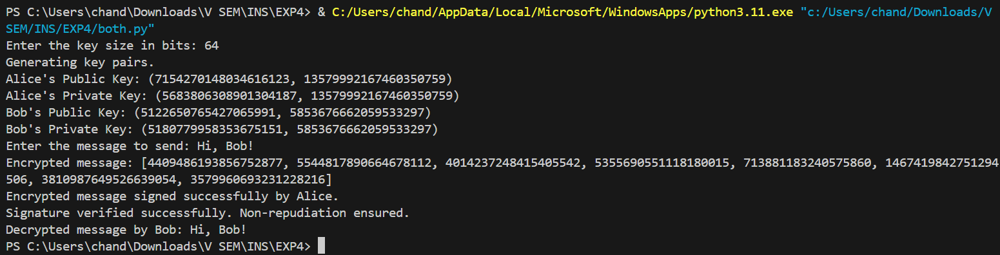 PS C:\Users\chand\Downloads\V SEM\INS\EXP4> & C:/Users/chand/AppData/Local/Microsoft/WindowsApps/python3.11.exe "c:/Users/chand/Downloads/V
SEM/INS/EXP4/both.py"
Enter the key size in bits: 64
Generating key pairs.
Alice's Public Key: (7154270148034616123, 13579992167460350759)
Alice's Private Key: (5683806308901304187, 13579992167460350759)
Bob's Public Key: (5122650765427065991, 5853676662059533297)
Bob's Private Key: (5180779958353675151, 5853676662059533297)
Enter the message to send: Hi, Bob!
Encrypted message: [4409486193856752877, 5544817890664678112, 4014237248415405542, 5355690551118180015, 713881183240575860, 1467419842751294
506, 3810987649526639054, 3579960693231228216]
Encrypted message signed successfully by Alice.
Signature verified successfully. Non-repudiation ensured.
Decrypted message by Bob: Hi, Bob!
PS C:\Users\chand\Downloads\V SEM\INS\EXP4>